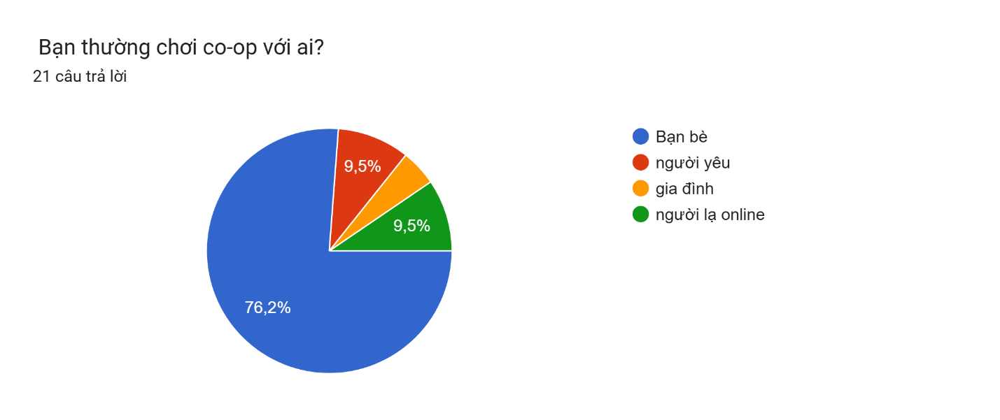 Bạn thường chơi co-op với ai?
21 câu trả lời
9,5%
9,5%
76,2%
Bạn bè
người yêu
gia đình
người lạ online